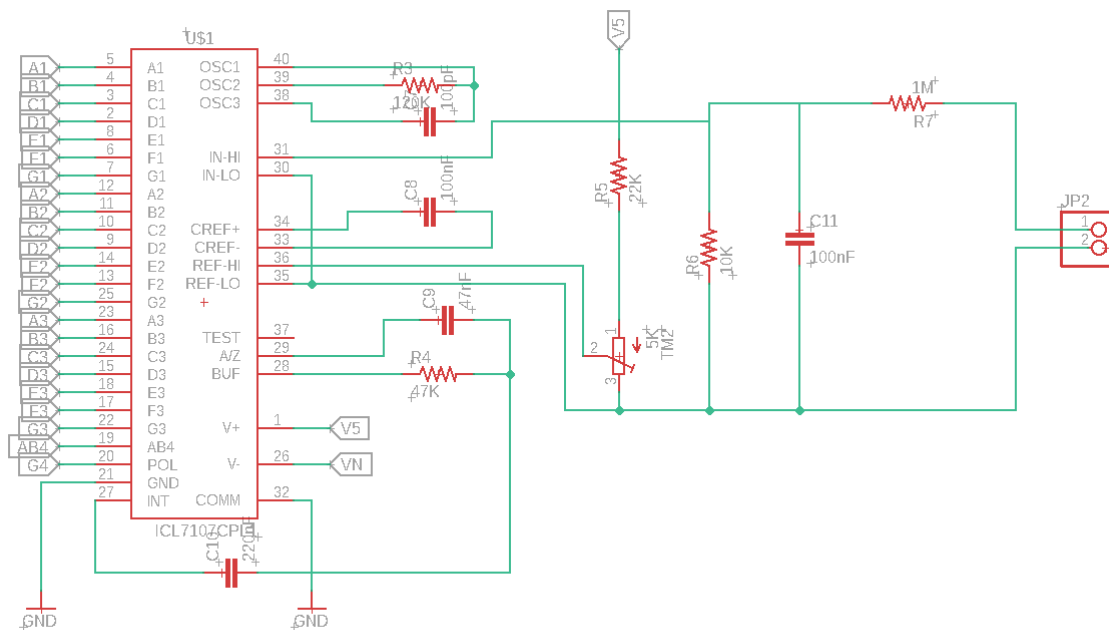 U$1
A1 5 A1 OSC1 40
B1 4 B1 OSC2 39
C1 3 C1 OSC3 38
D1 2 D1
E1 8 E1
F1 6 F1 IN-HI 31
G1 7 G1 IN-LO 30
A2 12 A2
B2 11 B2
C2 10 C2 CREF+ 34
D2 9 D2 CREF- 33
E2 14 E2 REF-HI 36
F2 13 F2 REF-LO 35
G2 25 G2
A3 23 A3
B3 16 B3 TEST 37
C3 24 C3 A/Z 29
D3 15 D3 BUF 28
E3 18 E3
F3 17 F3
G3 22 G3 V+ 1 V5
AB4 19 AB4
G4 20 POL V- 26 VN
21 GND
27 INT COMM 32
ICL7107CPL
C10
220nF
GND
GND
R3
120K
100pF
C8
100nF
C9
47nF
R4
47K
V5
R5
22K
1
2
3
5K
TM2
R6
10K
C11
100nF
1M
R7
JP2
1
2